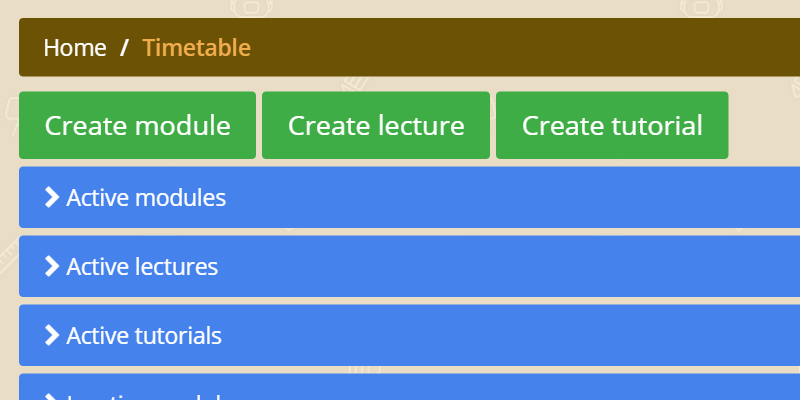 Home / Timetable
Create module Create lecture Create tutorial
Active modules
Active lectures
Active tutorials